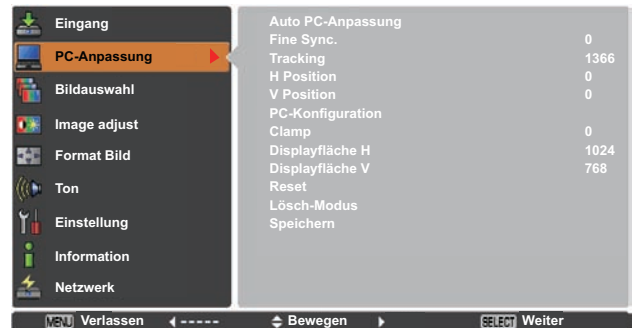 Eingang
PC-Anpassung
Bildauswahl
Image adjust
Format Bild
Ton
Einstellung
Information
Netzwerk
Auto PC-Anpassung
Fine Sync. 0
Tracking 1366
H Position 0
V Position 0
PC-Konfiguration
Clamp 0
Displayfläche H 1024
Displayfläche V 768
Reset
Lösch-Modus
Speichern
MENU Verlassen ----- Bewegen SELECT Weiter